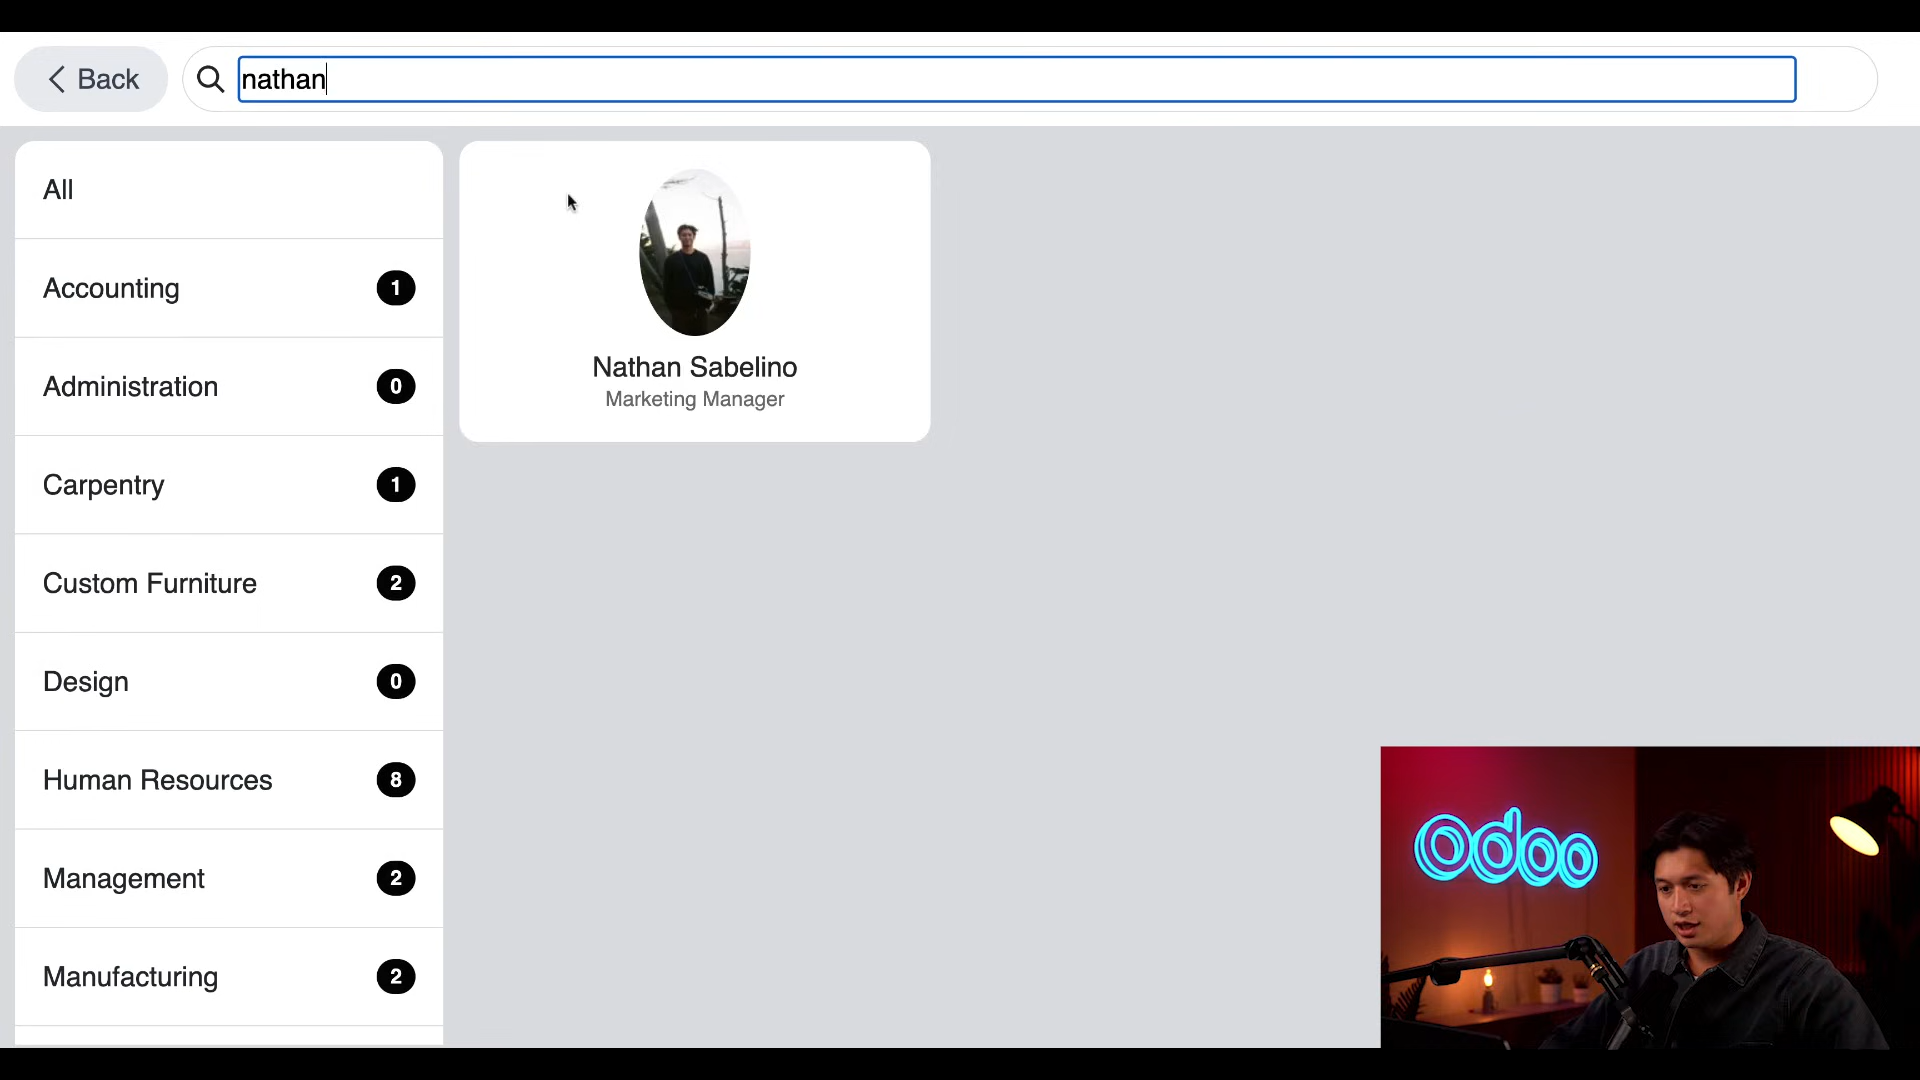 Back
nathan
All
Accounting 1
Administration 0
Carpentry 1
Custom Furniture 2
Design 0
Human Resources 8
Management 2
Manufacturing 2
Nathan Sabelino
Marketing Manager
odoo